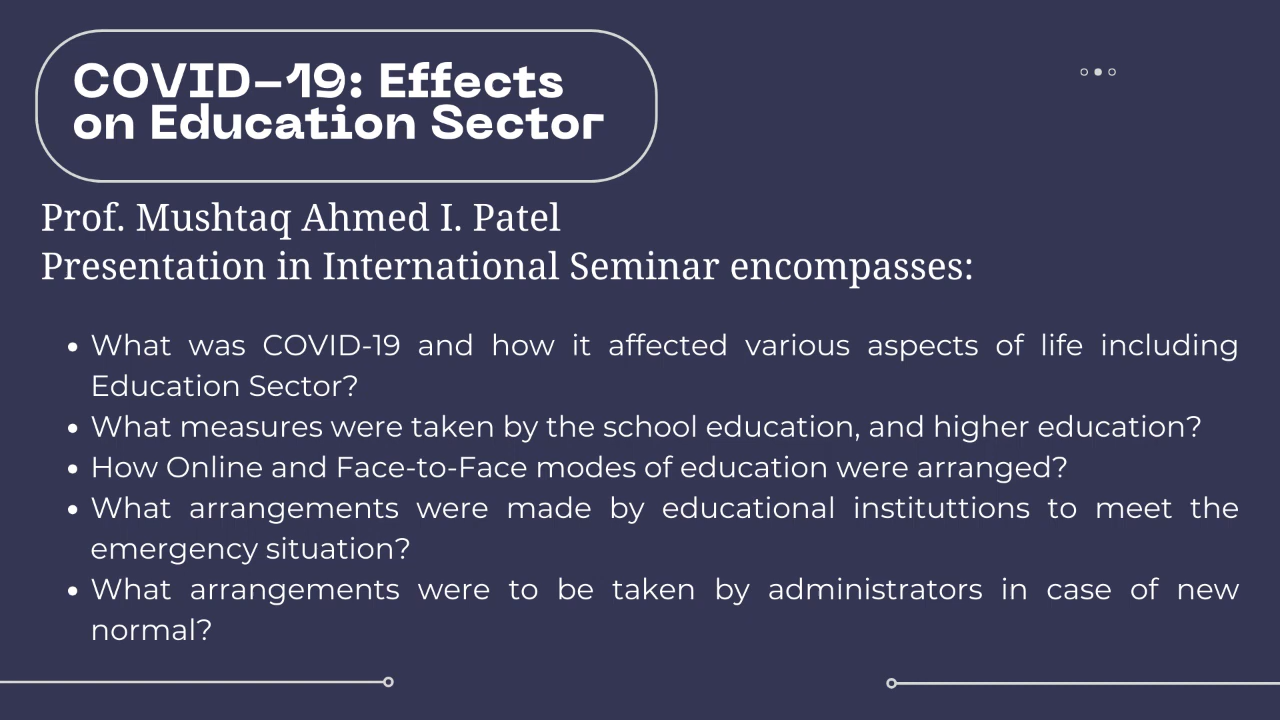 COVID-19: Effects
on Education Sector
Prof. Mushtaq Ahmed I. Patel
Presentation in International Seminar encompasses:
• What was COVID-19 and how it affected various aspects of life including
Education Sector?
• What measures were taken by the school education, and higher education?
• How Online and Face-to-Face modes of education were arranged?
• What arrangements were made by educational instituttions to meet the
emergency situation?
• What arrangements were to be taken by administrators in case of new
normal?